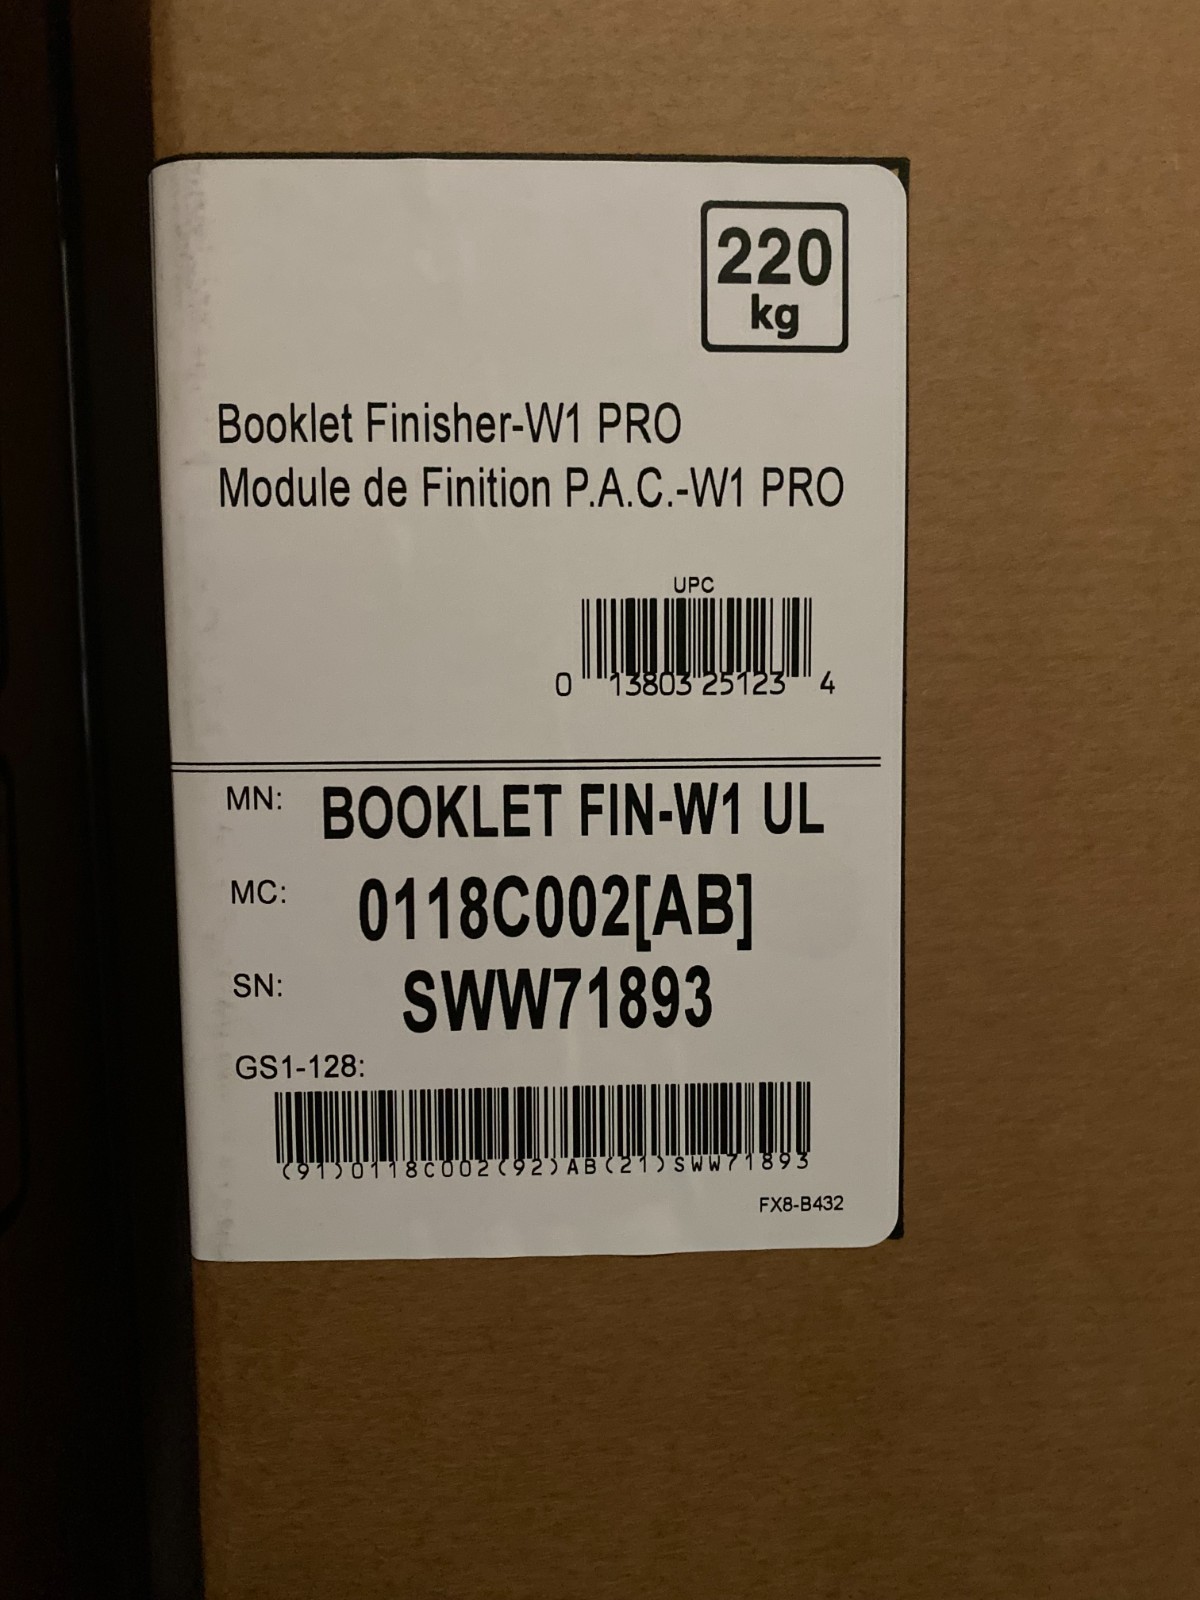 220
kg
Booklet Finisher-W1 PRO
Module de Finition P.A.C.-W1 PRO
UPC
0 13803 25123 4
MN: BOOKLET FIN-W1 UL
MC: 0118C002[AB]
SN: SWW71893
GS1-128:
(91)0118C002(92)AB(21)SWW71893
FX8-B432